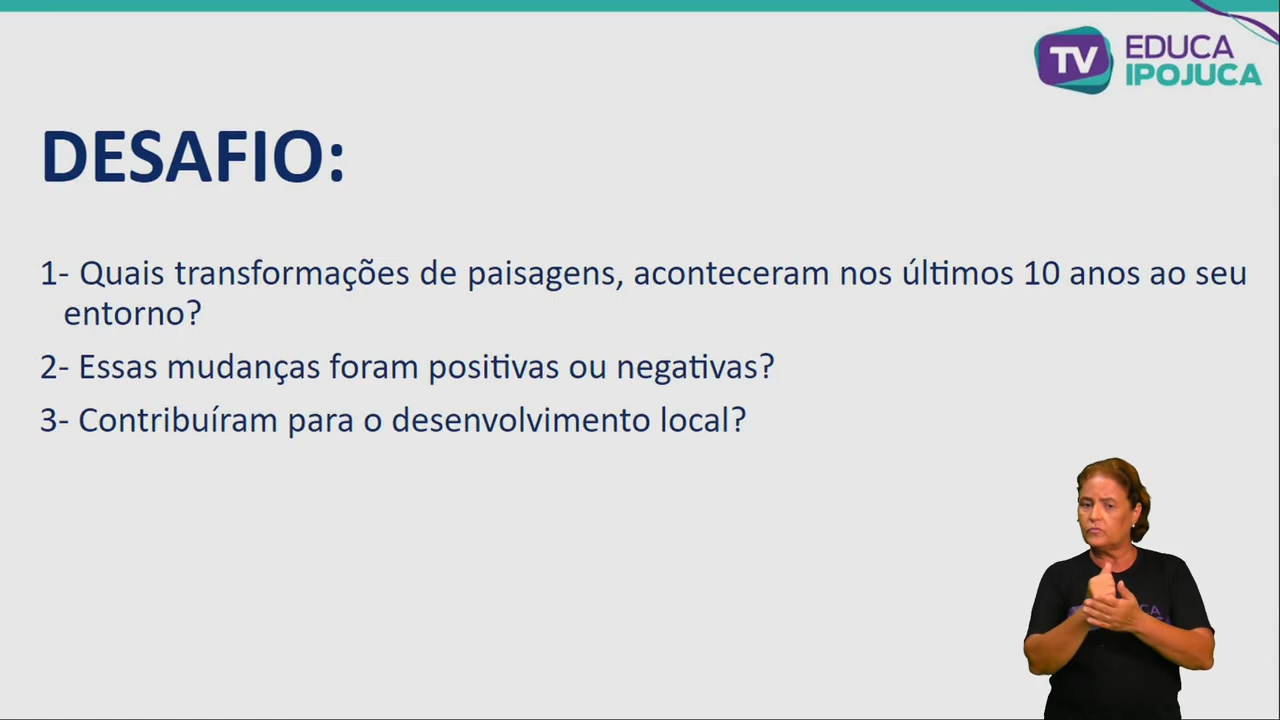 TV EDUCA
IPOJUCA
DESAFIO:
1- Quais transformações de paisagens, aconteceram nos últimos 10 anos ao seu
entorno?
2- Essas mudanças foram positivas ou negativas?
3- Contribuíram para o desenvolvimento local?